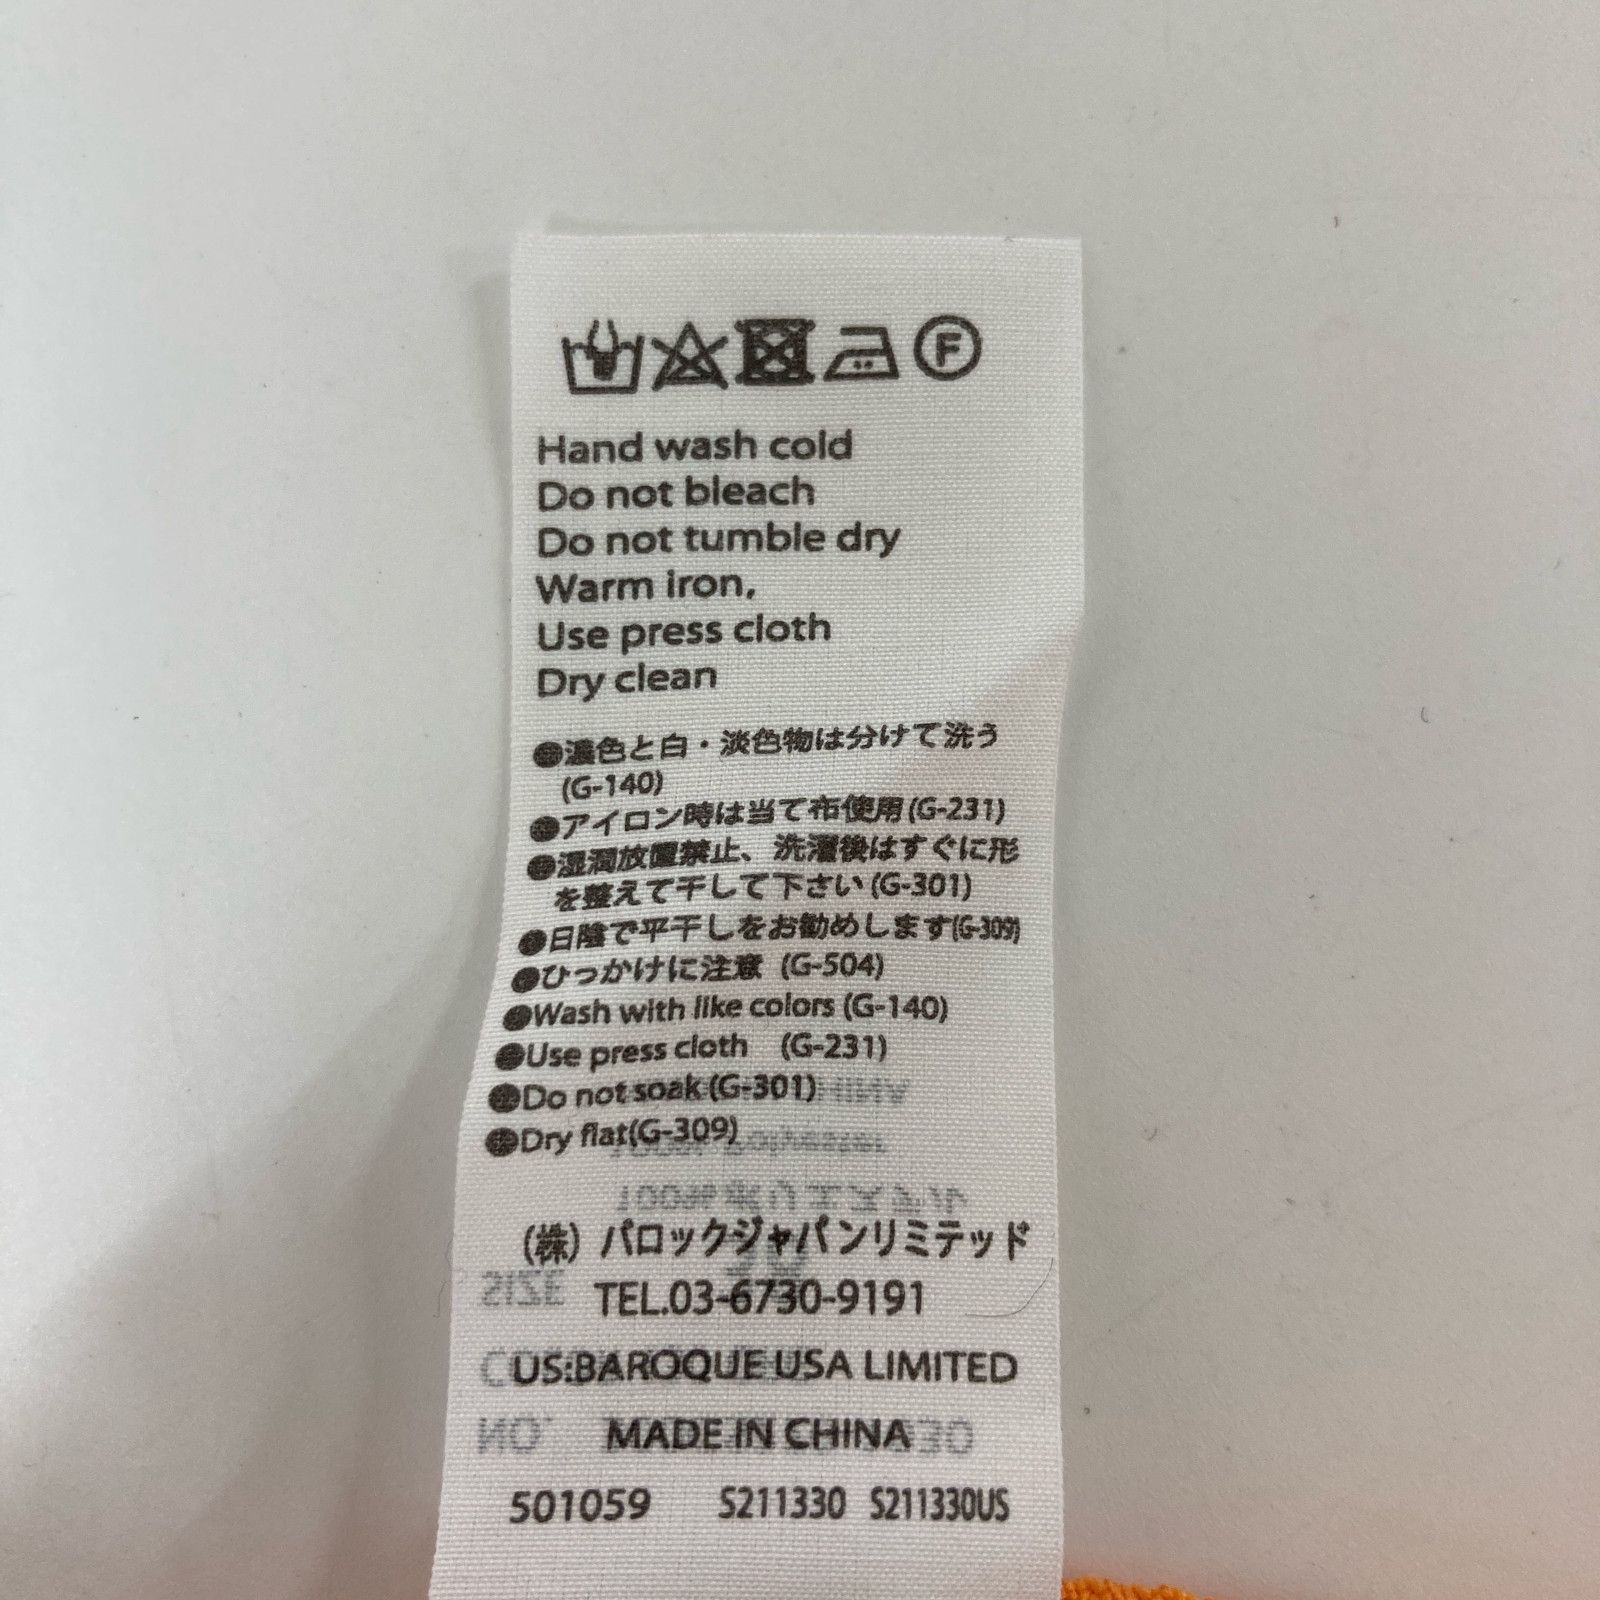 F
Hand wash cold
Do not bleach
Do not tumble dry
Warm iron,
Use press cloth
Dry clean
●濃色と白・淡色物は分けて洗う
(G-140)
●アイロン時は当て布使用(G-231)
●湿潤放置禁止、洗濯後はすぐに形
を整えて干して下さい(G-301)
●日陰で平干しをお勧めします(G-309)
●ひっかけに注意 (G-504)
●Wash with like colors (G-140)
●Use press cloth (G-231)
●Do not soak(G-301)
●Dry flat(G-309)
(株) バロックジャパンリミテッド
TEL.03-6730-9191
US:BAROQUE USA LIMITED
MADE IN CHINA
501059 S211330 S211330US